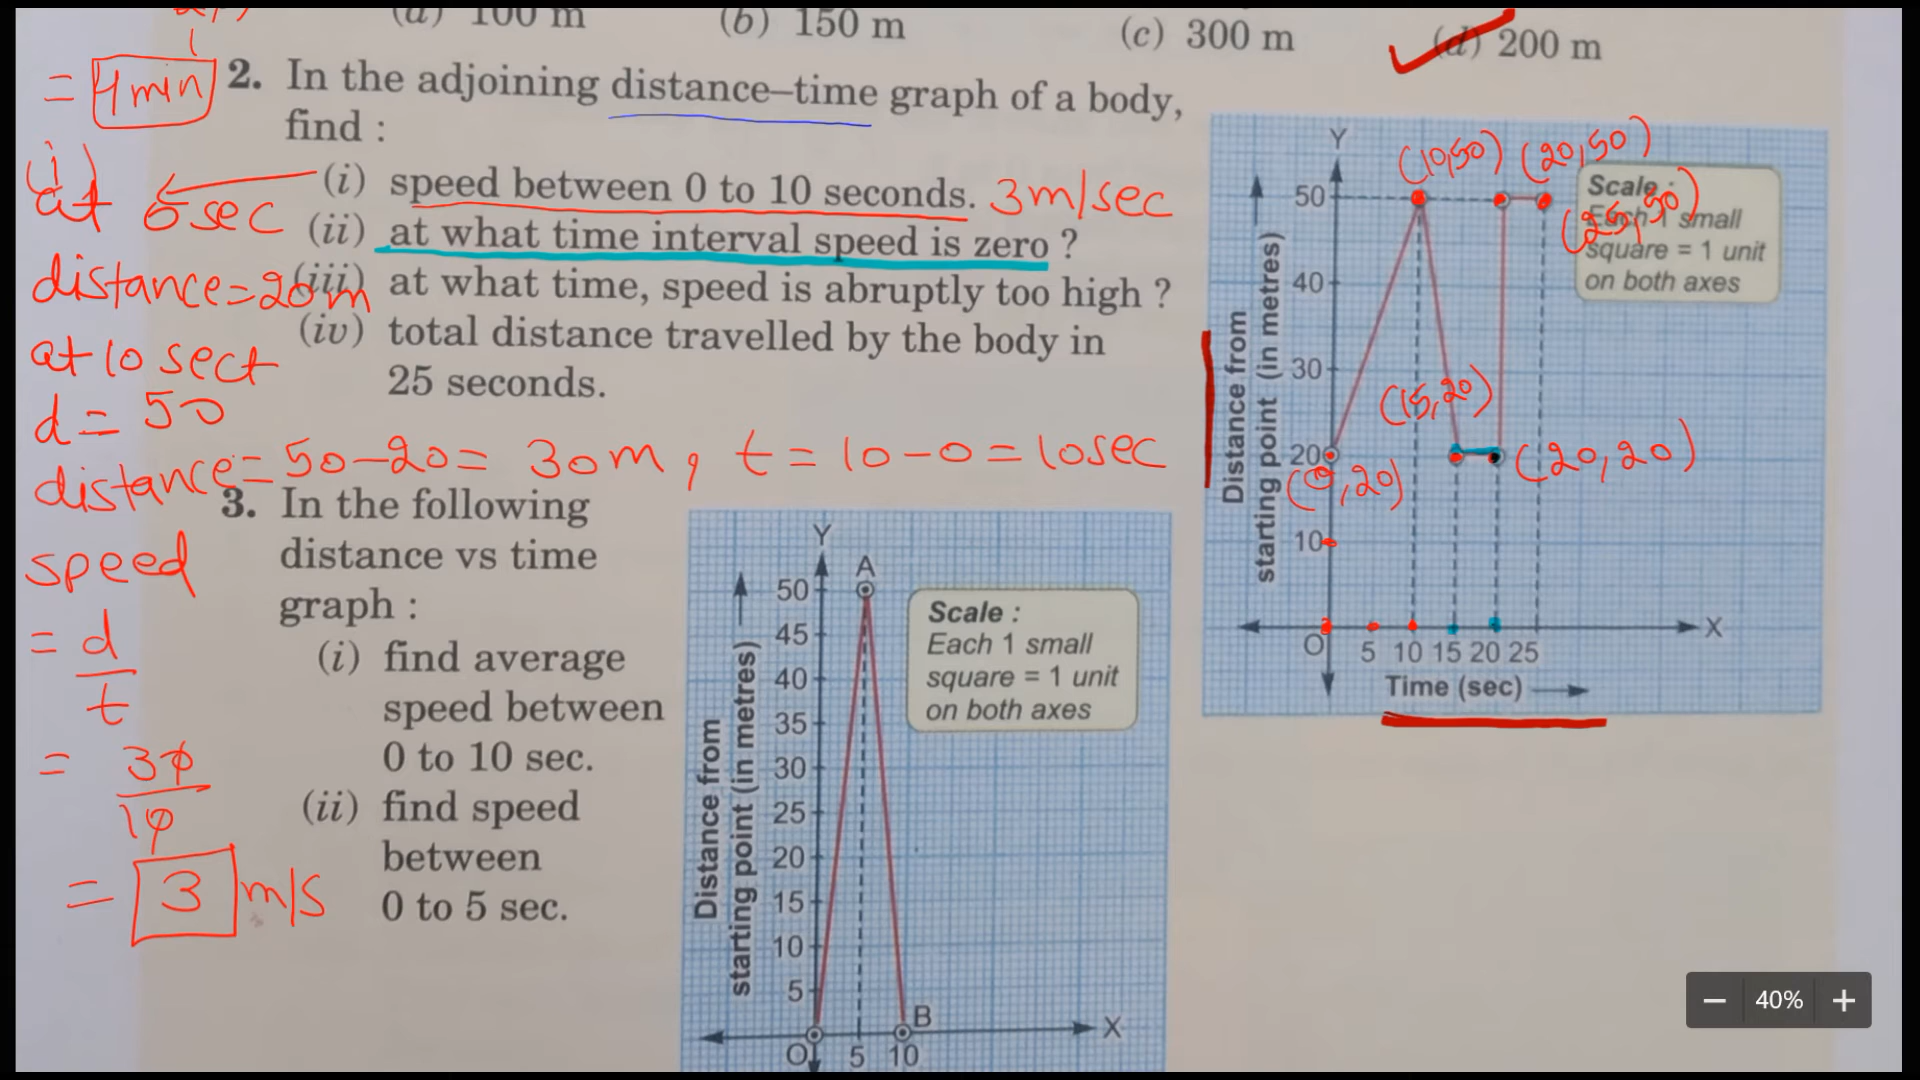 (a) 100 m (b) 150 m (c) 300 m (d) 200 m
= 4 min
2. In the adjoining distance–time graph of a body,
find :
(i) speed between 0 to 10 seconds. 3m/sec
(ii) at what time interval speed is zero ?
(iii) at what time, speed is abruptly too high ?
(iv) total distance travelled by the body in
25 seconds.
(i)
at sec
distance=20m
at 10 sect
d = 50
distance= 50-20= 30m, t = 10-0=10sec
speed
= d
t
= 30
10
= 3 m/s
Y
(10,50) (20,50)
(25,50)
Scale :
Each 1 small
square = 1 unit
on both axes
50
40
30
20
10
(15,20)
(0,20)
(20,20)
Distance from
starting point (in metres)
O 5 10 15 20 25
X
Time (sec)
3. In the following
distance vs time
graph :
(i) find average
speed between
0 to 10 sec.
(ii) find speed
between
0 to 5 sec.
Y
A
50
45
40
35
30
25
20
15
10
5
Scale :
Each 1 small
square = 1 unit
on both axes
Distance from
starting point (in metres)
B
X
O 5 10
− 40% +